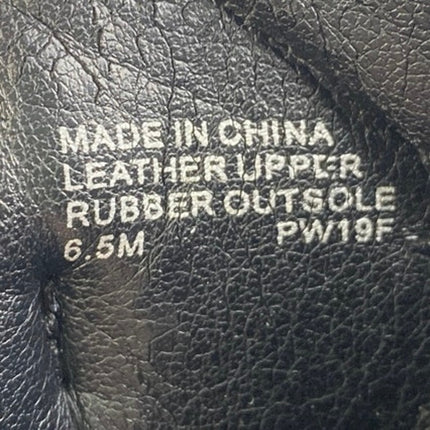 MADE IN CHINA
LEATHER UPPER
RUBBER OUTSOLE
6.5M PW19F